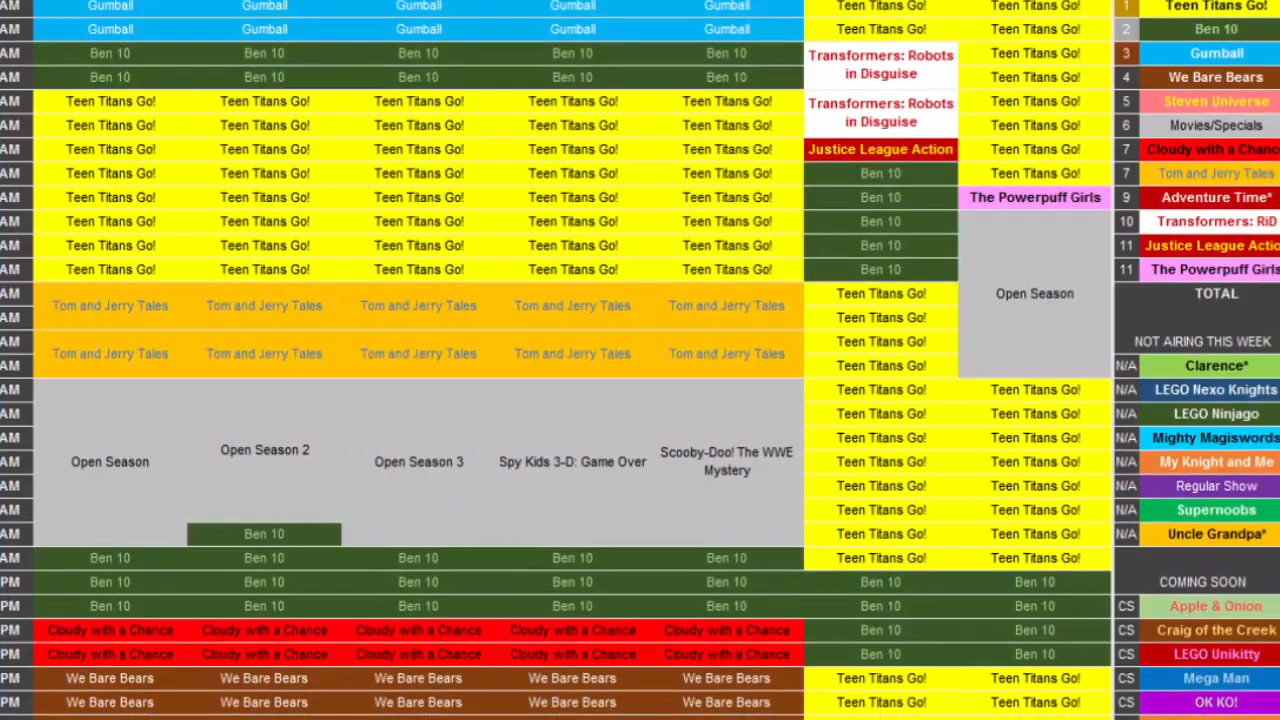 AM Gumball Gumball Gumball Gumball Gumball Teen Titans Go! Teen Titans Go! 1 Teen Titans Go!
AM Gumball Gumball Gumball Gumball Gumball Teen Titans Go! Teen Titans Go! 2 Ben 10
AM Ben 10 Ben 10 Ben 10 Ben 10 Ben 10 Transformers: Robots Teen Titans Go! 3 Gumball
AM Ben 10 Ben 10 Ben 10 Ben 10 Ben 10 in Disguise Teen Titans Go! 4 We Bare Bears
AM Teen Titans Go! Teen Titans Go! Teen Titans Go! Teen Titans Go! Teen Titans Go! Transformers: Robots Teen Titans Go! 5 Steven Universe
AM Teen Titans Go! Teen Titans Go! Teen Titans Go! Teen Titans Go! Teen Titans Go! in Disguise Teen Titans Go! 6 Movies/Specials
AM Teen Titans Go! Teen Titans Go! Teen Titans Go! Teen Titans Go! Teen Titans Go! Justice League Action Teen Titans Go! 7 Cloudy with a Chance
AM Teen Titans Go! Teen Titans Go! Teen Titans Go! Teen Titans Go! Teen Titans Go! Ben 10 Teen Titans Go! 7 Tom and Jerry Tales
AM Teen Titans Go! Teen Titans Go! Teen Titans Go! Teen Titans Go! Teen Titans Go! Ben 10 The Powerpuff Girls 9 Adventure Time*
AM Teen Titans Go! Teen Titans Go! Teen Titans Go! Teen Titans Go! Teen Titans Go! Ben 10 10 Transformers: RiD
AM Teen Titans Go! Teen Titans Go! Teen Titans Go! Teen Titans Go! Teen Titans Go! Ben 10 11 Justice League Actio
AM Teen Titans Go! Teen Titans Go! Teen Titans Go! Teen Titans Go! Teen Titans Go! Ben 10 11 The Powerpuff Girls
AM Tom and Jerry Tales Tom and Jerry Tales Tom and Jerry Tales Tom and Jerry Tales Tom and Jerry Tales Teen Titans Go! Open Season TOTAL
AM Teen Titans Go!
AM Tom and Jerry Tales Tom and Jerry Tales Tom and Jerry Tales Tom and Jerry Tales Tom and Jerry Tales Teen Titans Go! NOT AIRING THIS WEEK
AM Teen Titans Go! N/A Clarence*
AM Teen Titans Go! Teen Titans Go! N/A LEGO Nexo Knights
AM Teen Titans Go! Teen Titans Go! N/A LEGO Ninjago
AM Open Season 2 Teen Titans Go! Teen Titans Go! N/A Mighty Magiswords
AM Open Season Open Season 3 Spy Kids 3-D: Game Over Scooby-Doo! The WWE Teen Titans Go! Teen Titans Go! N/A My Knight and Me
AM Mystery Teen Titans Go! Teen Titans Go! N/A Regular Show
AM Teen Titans Go! Teen Titans Go! N/A Supernoobs
AM Ben 10 Teen Titans Go! Teen Titans Go! N/A Uncle Grandpa*
AM Ben 10 Ben 10 Ben 10 Ben 10 Ben 10 Teen Titans Go! Teen Titans Go!
PM Ben 10 Ben 10 Ben 10 Ben 10 Ben 10 Ben 10 Ben 10 COMING SOON
PM Ben 10 Ben 10 Ben 10 Ben 10 Ben 10 Ben 10 Ben 10 CS Apple & Onion
PM Cloudy with a Chance Cloudy with a Chance Cloudy with a Chance Cloudy with a Chance Cloudy with a Chance Ben 10 Ben 10 CS Craig of the Creek
PM Cloudy with a Chance Cloudy with a Chance Cloudy with a Chance Cloudy with a Chance Cloudy with a Chance Ben 10 Ben 10 CS LEGO Unikitty
PM We Bare Bears We Bare Bears We Bare Bears We Bare Bears We Bare Bears Teen Titans Go! Teen Titans Go! CS Mega Man
PM We Bare Bears We Bare Bears We Bare Bears We Bare Bears We Bare Bears Teen Titans Go! Teen Titans Go! CS OK KO!